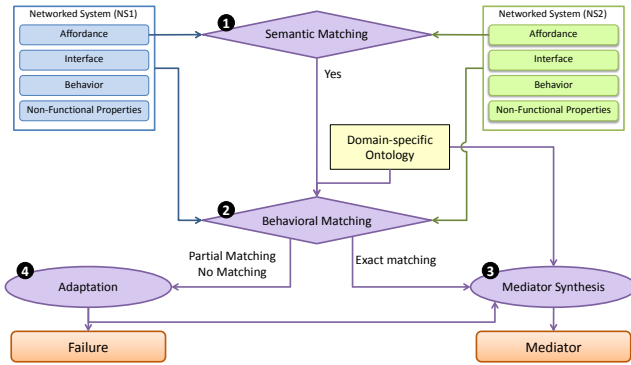 Networked System (NS1)
Affordance
Interface
Behavior
Non-Functional Properties
1
Semantic Matching
Networked System (NS2)
Affordance
Interface
Behavior
Non-Functional Properties
Yes
Domain-specific
Ontology
2
Behavioral Matching
Partial Matching
No Matching
Exact matching
4
Adaptation
3
Mediator Synthesis
Failure
Mediator